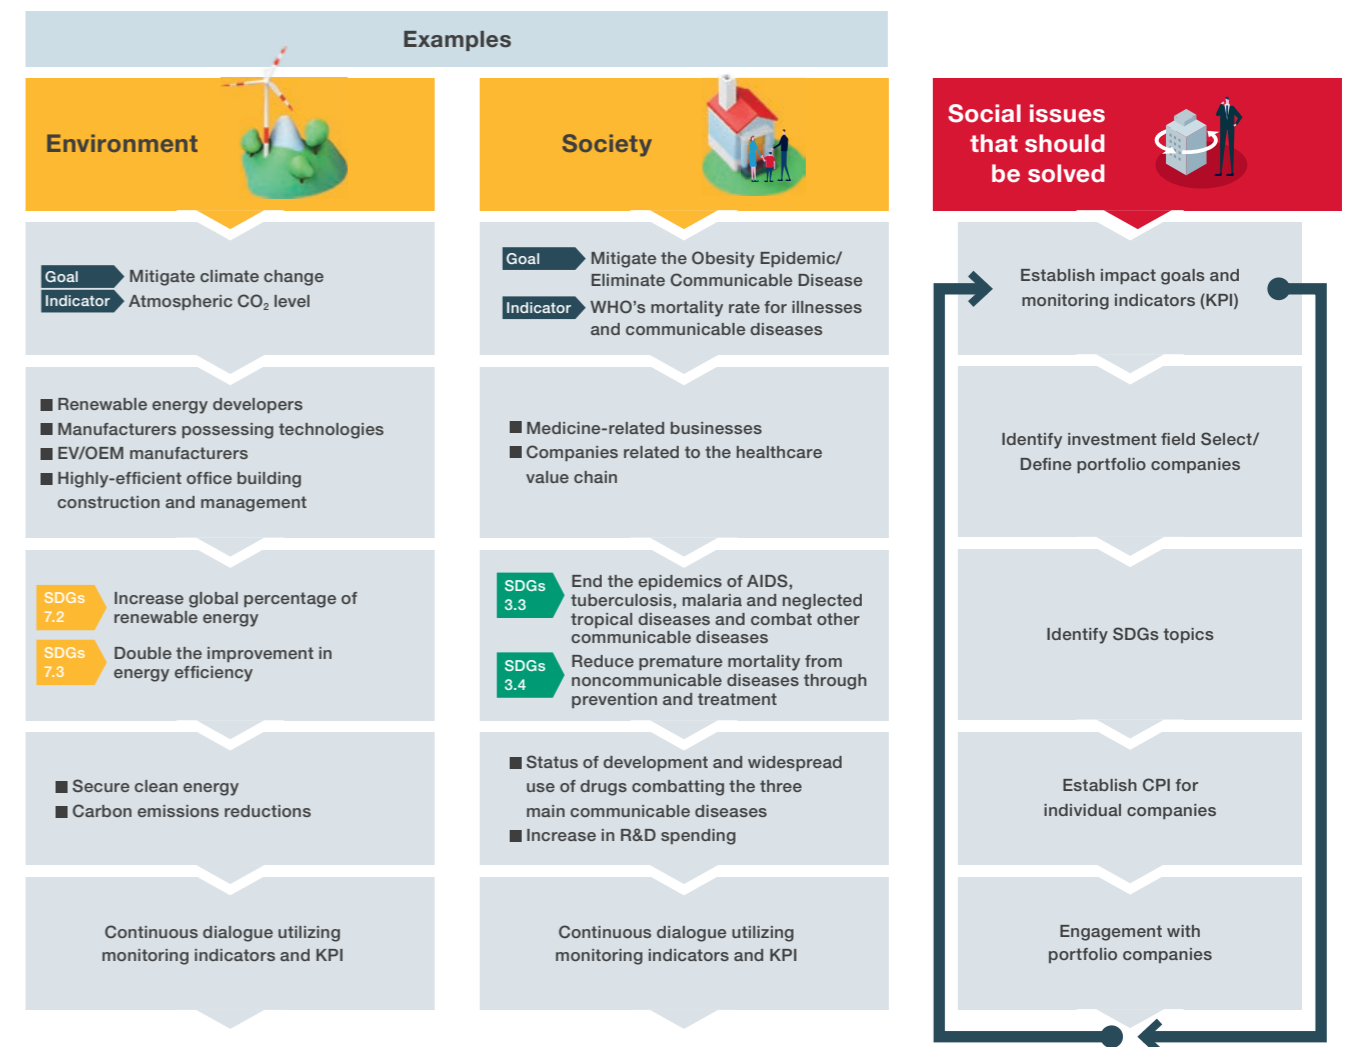 Examples
Environment
Goal
Mitigate climate change
Indicator
Atmospheric CO₂ level
■ Renewable energy developers
■ Manufacturers possessing technologies
■ EV/OEM manufacturers
■ Highly-efficient office building
construction and management
SDGs
7.2
Increase global percentage of
renewable energy
SDGs
7.3
Double the improvement in
energy efficiency
■ Secure clean energy
■ Carbon emissions reductions
Continuous dialogue utilizing
monitoring indicators and KPI
Society
Goal
Mitigate the Obesity Epidemic/
Eliminate Communicable Disease
Indicator
WHO's mortality rate for illnesses
and communicable diseases
■ Medicine-related businesses
■ Companies related to the healthcare
value chain
SDGs
3.3
End the epidemics of AIDS,
tuberculosis, malaria and neglected
tropical diseases and combat other
communicable diseases
SDGs
3.4
Reduce premature mortality from
noncommunicable diseases through
prevention and treatment
■ Status of development and widespread
use of drugs combatting the three
main communicable diseases
■ Increase in R&D spending
Continuous dialogue utilizing
monitoring indicators and KPI
Social issues
that should
be solved
Establish impact goals and
monitoring indicators (KPI)
Identify investment field Select/
Define portfolio companies
Identify SDGs topics
Establish CPI for
individual companies
Engagement with
portfolio companies